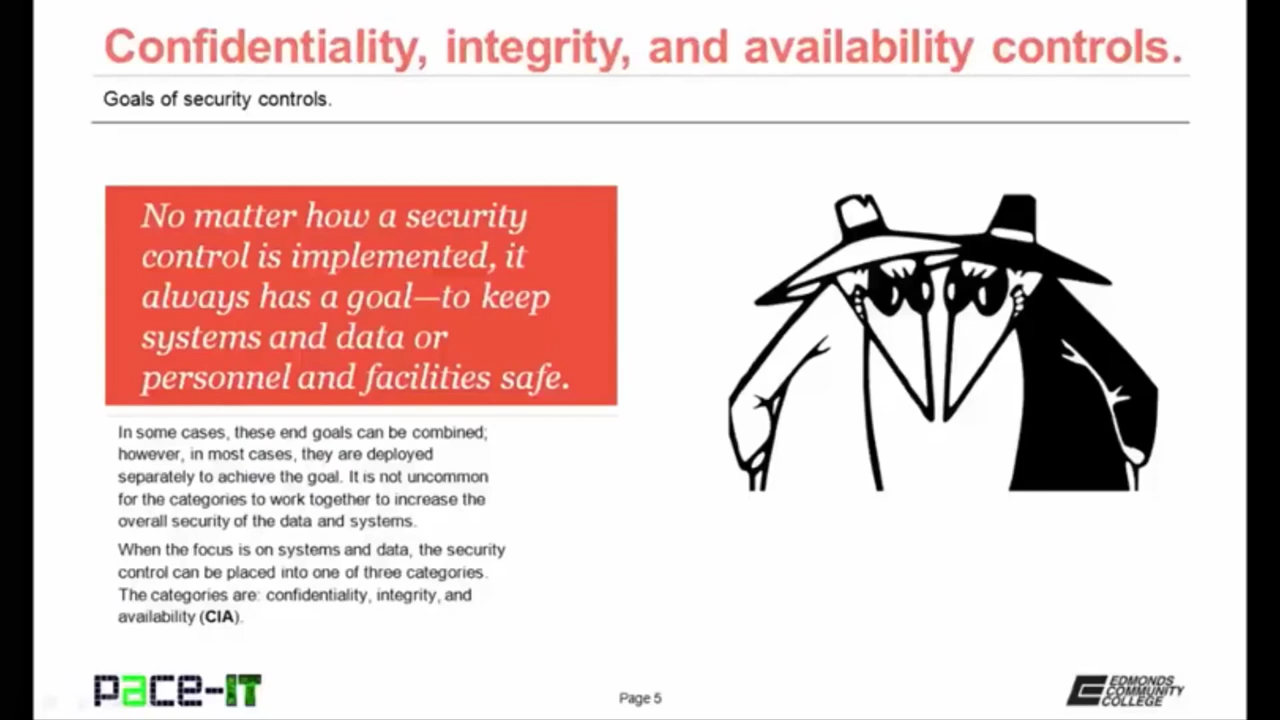 Confidentiality, integrity, and availability controls.
Goals of security controls.
No matter how a security
control is implemented, it
always has a goal—to keep
systems and data or
personnel and facilities safe.
In some cases, these end goals can be combined;
however, in most cases, they are deployed
separately to achieve the goal. It is not uncommon
for the categories to work together to increase the
overall security of the data and systems.
When the focus is on systems and data, the security
control can be placed into one of three categories.
The categories are: confidentiality, integrity, and
availability (CIA).
pace-IT
Page 5
EDMONDS
COMMUNITY
COLLEGE